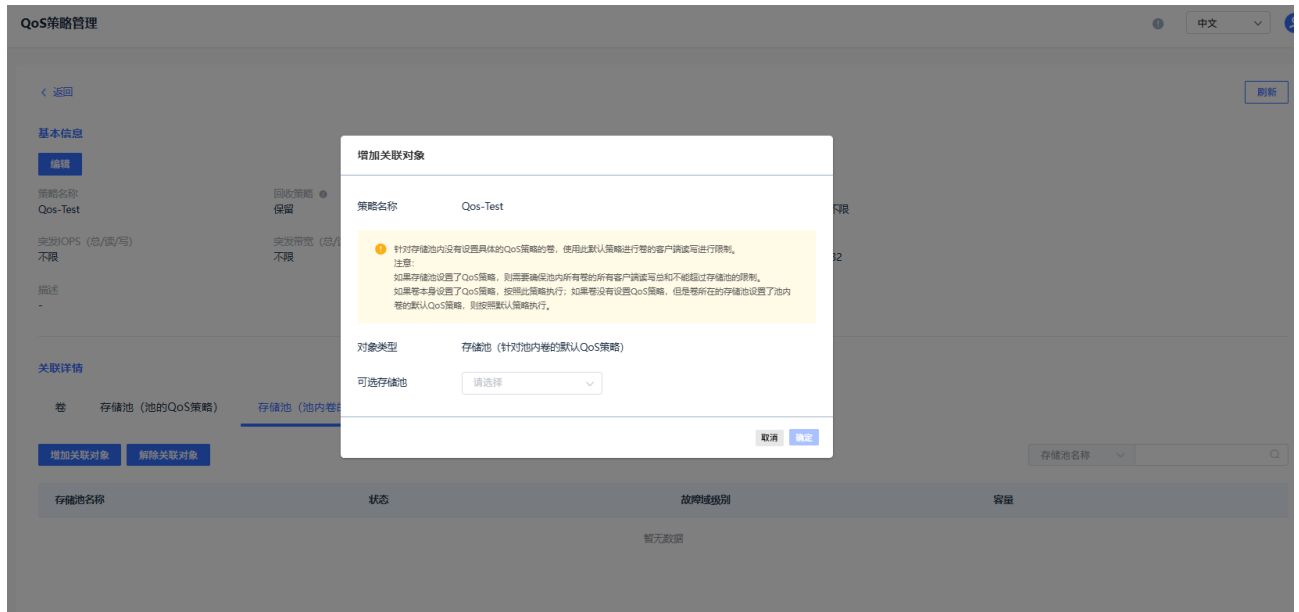 QoS策略管理
中文
返回
刷新
基本信息
编辑
策略名称
Qos-Test
回收策略
保留
不限
突发IOPS（总/读/写）
不限
突发带宽（总/
不限
32
描述
-
增加关联对象
策略名称
Qos-Test
针对存储池内没有设置具体的QoS策略的卷，使用此默认策略进行卷的客户端读写进行限制。
注意：
如果存储池设置了QoS策略，则需要确保池内所有卷的所有客户端读写总和不能超过存储池的限制。
如果卷本身设置了QoS策略，按照此策略执行；如果卷没有设置QoS策略，但是卷所在的存储池设置了池内
卷的默认QoS策略，则按照默认策略执行。
对象类型
存储池（针对池内卷的默认QoS策略）
可选存储池
请选择
取消
确定
关联详情
卷
存储池（池的QoS策略）
存储池（池内卷的
增加关联对象
解除关联对象
存储池名称
存储池名称
状态
故障域级别
容量
暂无数据